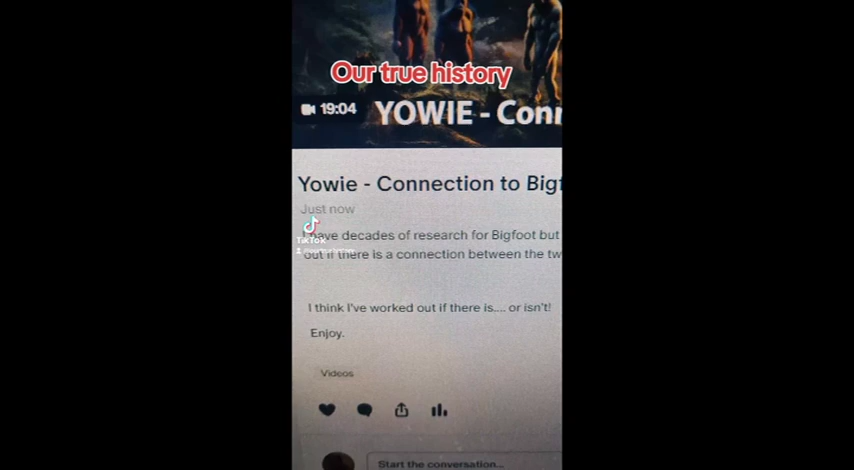 Our true history
19:04
YOWIE - Conn
Yowie - Connection to Bigf
Just now
I have decades of research for Bigfoot but
TikTok
out if there is a connection between the tw
I think I've worked out if there is.... or isn't!
Enjoy.
Videos
Start the conversation...